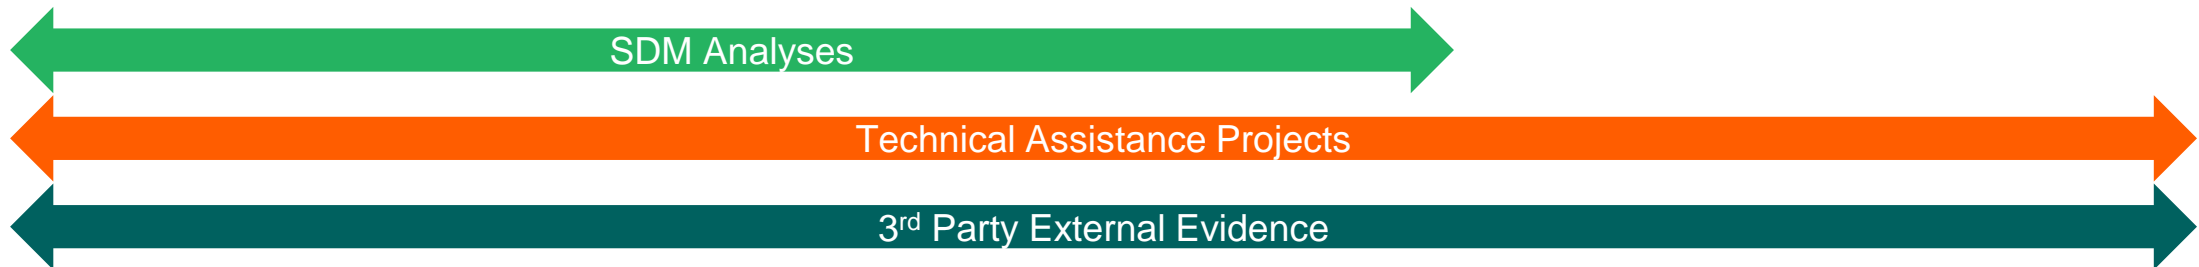 SDM Analyses
Technical Assistance Projects
3rd Party External Evidence